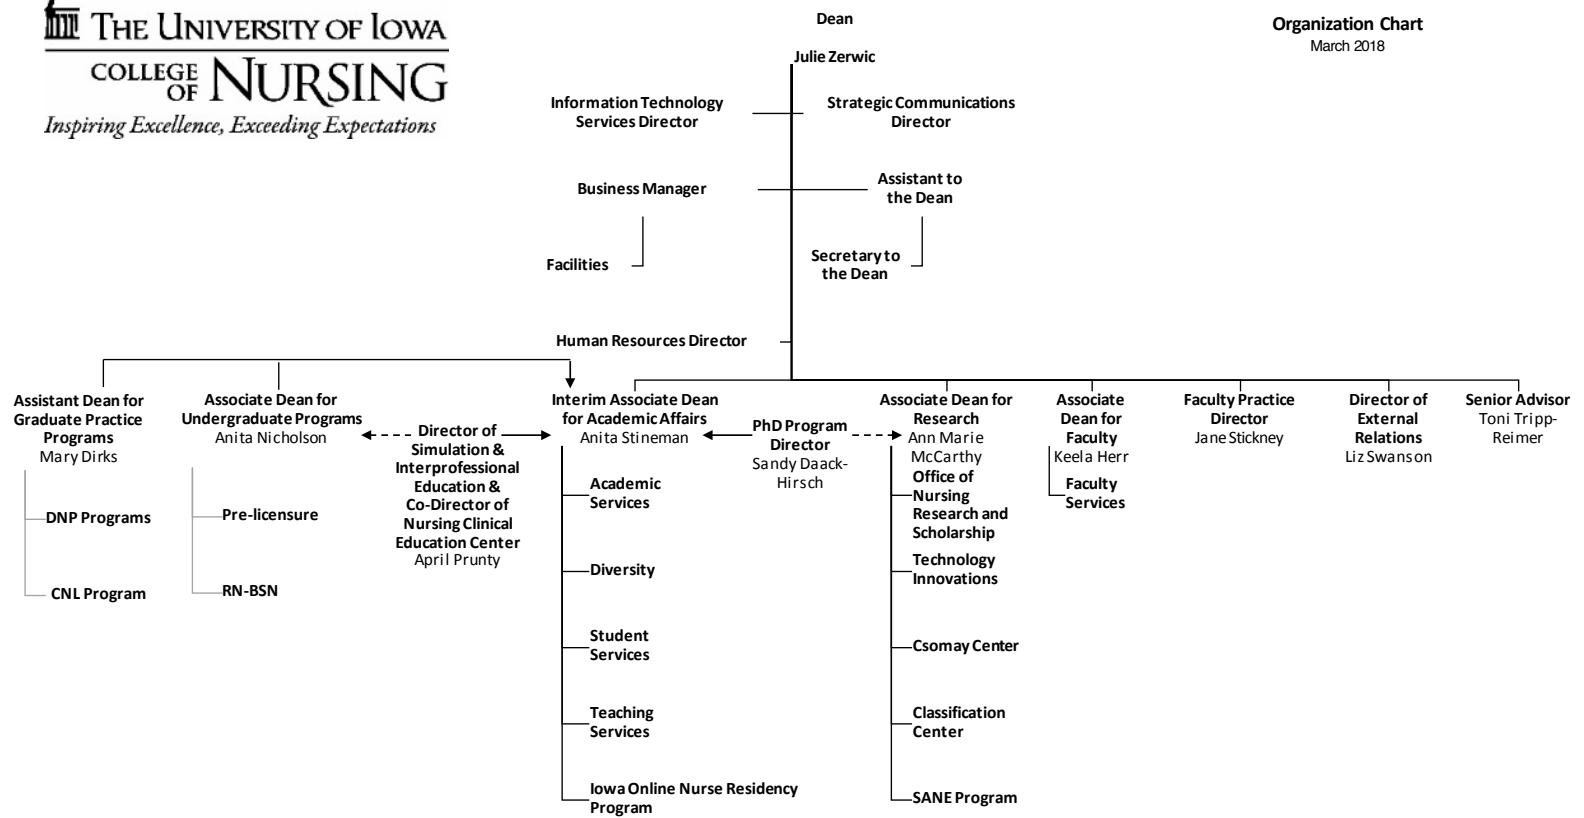 THE UNIVERSITY OF IOWA
COLLEGE OF NURSING
Inspiring Excellence, Exceeding Expectations
Dean
Julie Zerwic
Organization Chart
March 2018
Information Technology
Services Director
Strategic Communications
Director
Business Manager
Assistant to
the Dean
Facilities
Secretary to
the Dean
Human Resources Director
Assistant Dean for
Graduate Practice
Programs
Mary Dirks
DNP Programs
CNL Program
Associate Dean for
Undergraduate Programs
Anita Nicholson
Pre-licensure
RN-BSN
Director of
Simulation &
Interprofessional
Education &
Co-Director of
Nursing Clinical
Education Center
April Prunty
Interim Associate Dean
for Academic Affairs
Anita Stineman
Academic
Services
Diversity
Student
Services
Teaching
Services
Iowa Online Nurse Residency
Program
PhD Program
Director
Sandy Daack-
Hirsch
Associate Dean for
Research
Ann Marie
McCarthy
Office of
Nursing
Research and
Scholarship
Technology
Innovations
Csomay Center
Classification
Center
SANE Program
Associate
Dean for
Faculty
Keela Herr
Faculty
Services
Faculty Practice
Director
Jane Stickney
Director of
External
Relations
Liz Swanson
Senior Advisor
Toni Tripp-
Reimer